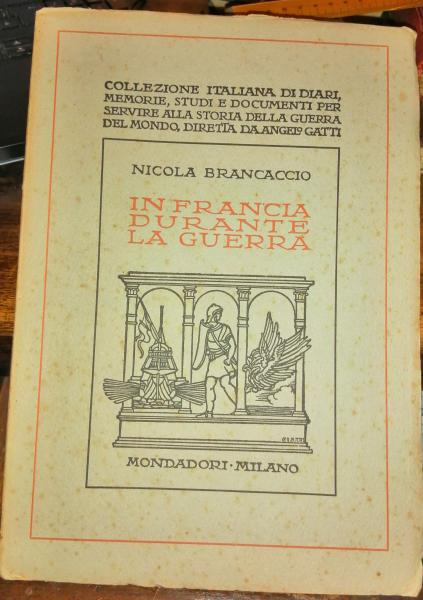 COLLEZIONE ITALIANA DI DIARI,
MEMORIE, STUDI E DOCUMENTI PER
SERVIRE ALLA STORIA DELLA GUERRA
DEL MONDO, DIRETTA DA ANGELO GATTI
NICOLA BRANCACCIO
IN FRANCIA
DURANTE
LA GUERRA
MONDADORI · MILANO